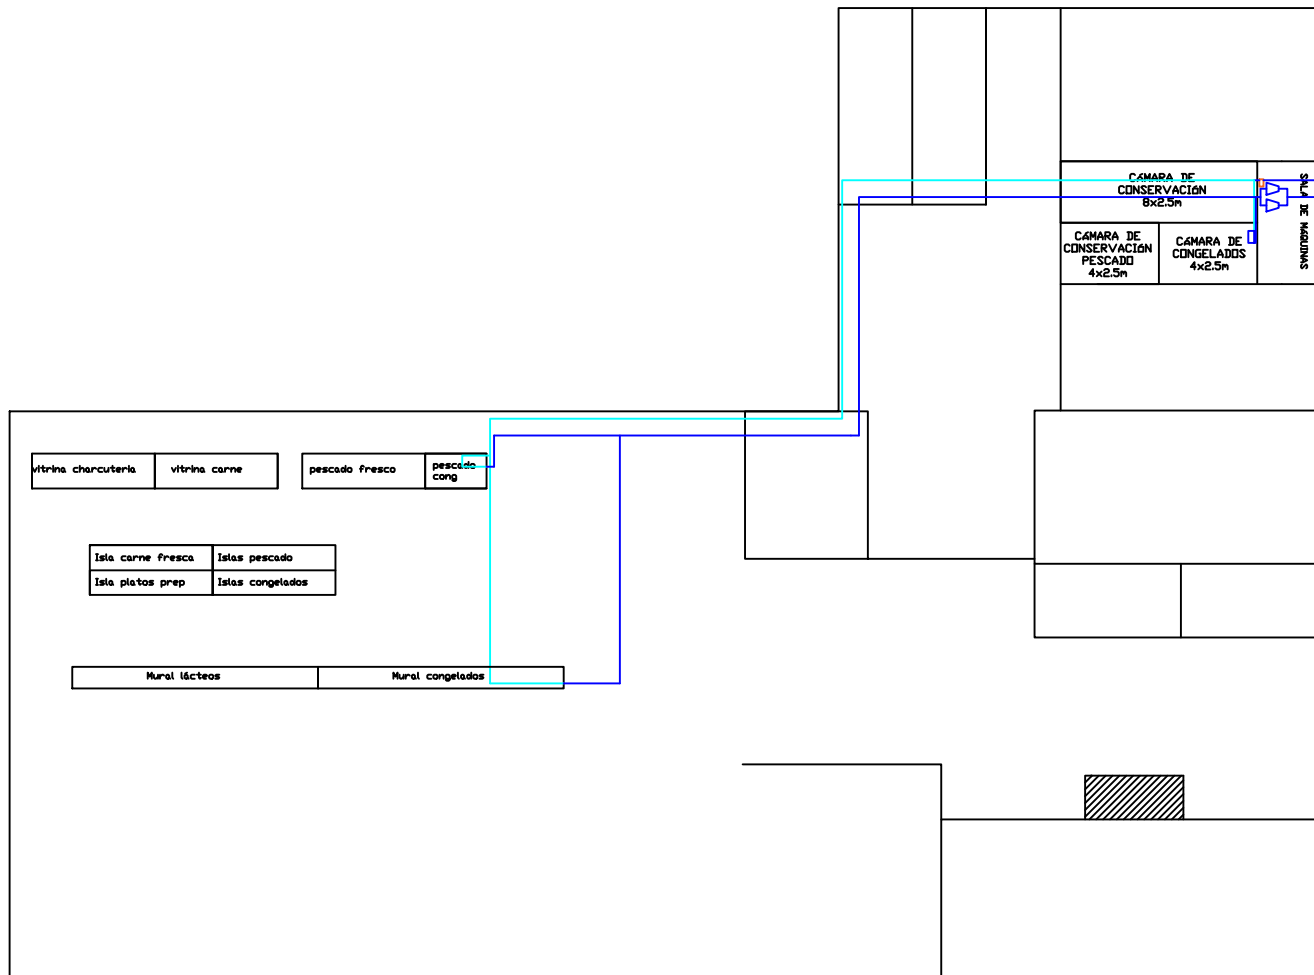 CáMARA DE
CONSERVACIóN
8x2.5m
SALA DE MAQUINAS
CáMARA DE
CONSERVACIóN
PESCADO
4x2.5m
CáMARA DE
CONGELADOS
4x2.5m
vitrina charcuteria
vitrina carne
pescado fresco
pescado
cong
Isla carne fresca
Islas pescado
Isla platos prep
Islas congelados
Mural lácteos
Mural congelados